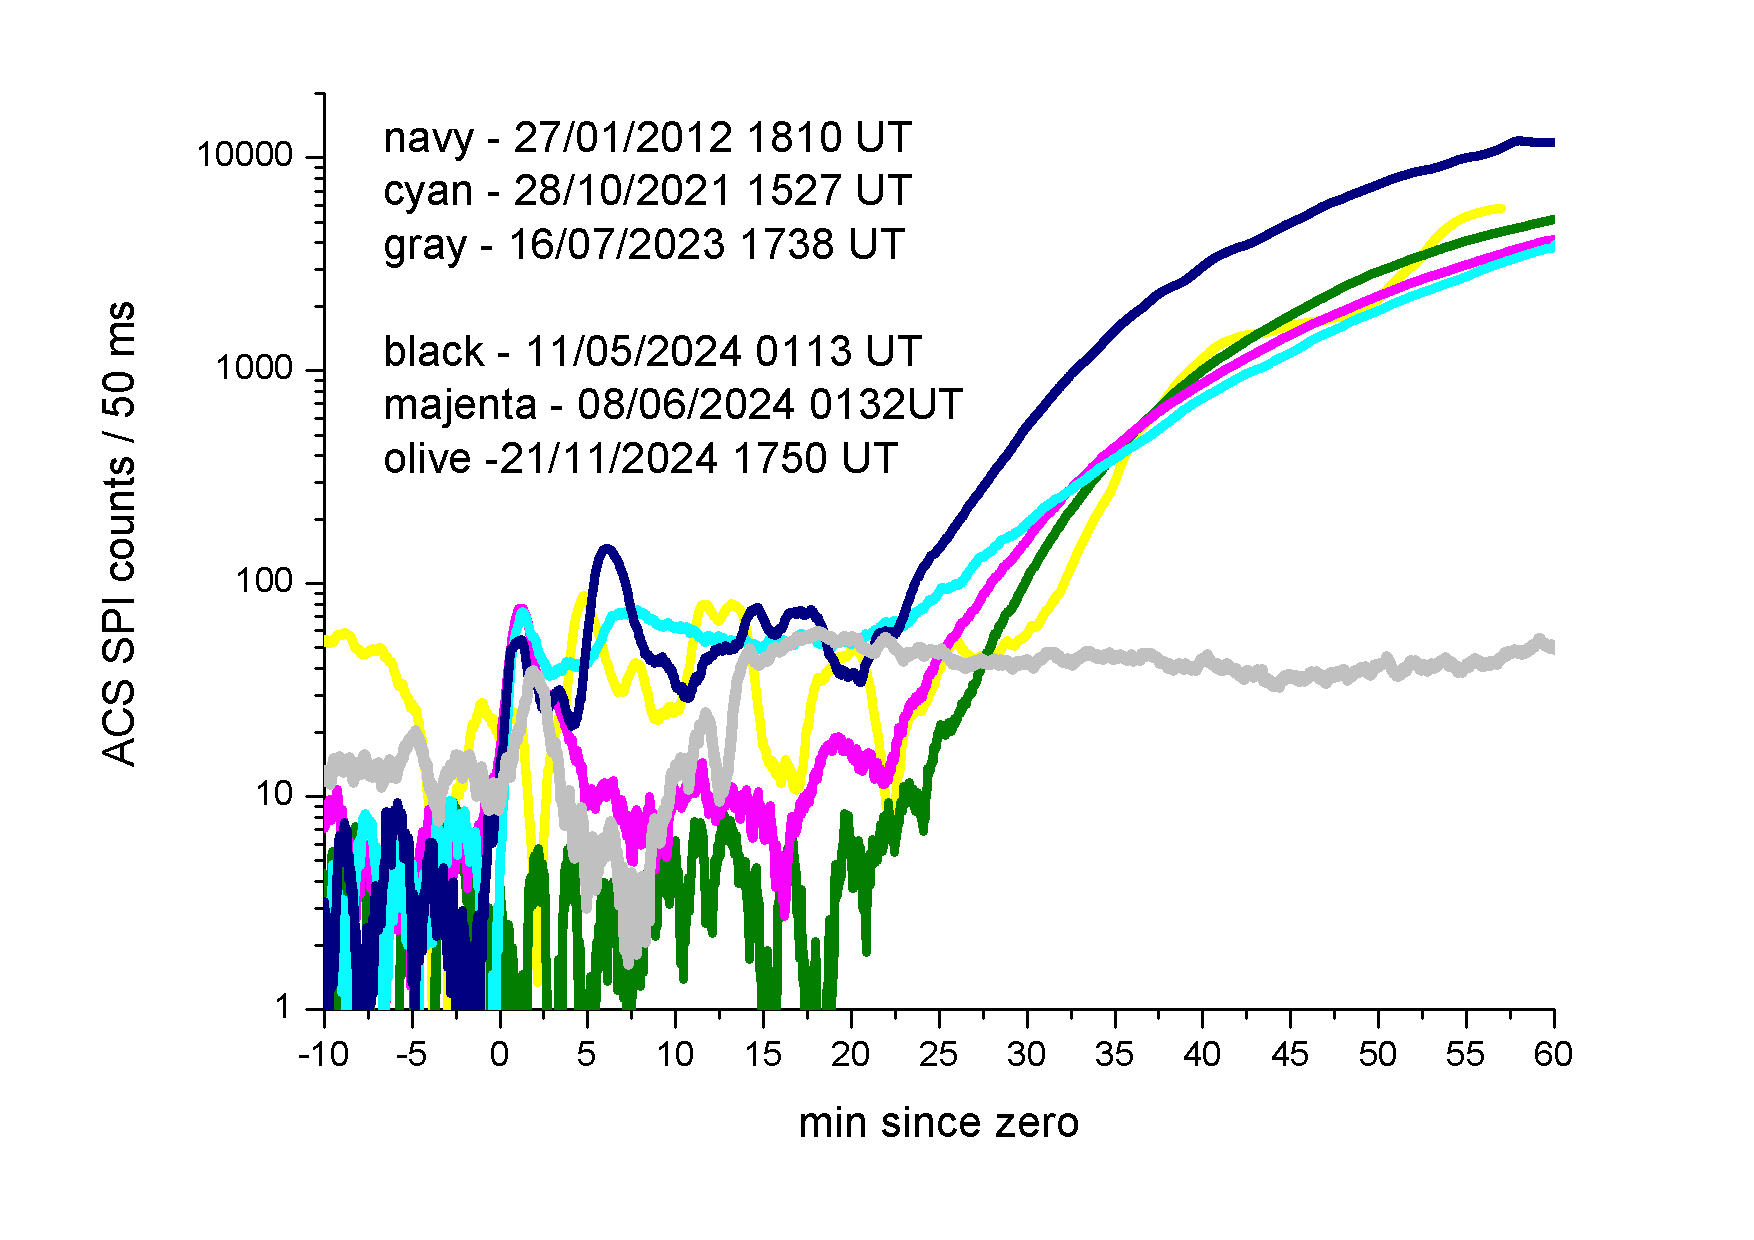 navy - 27/01/2012 1810 UT
cyan - 28/10/2021 1527 UT
gray - 16/07/2023 1738 UT
black - 11/05/2024 0113 UT
majenta - 08/06/2024 0132UT
olive -21/11/2024 1750 UT
ACS SPI counts / 50 ms
10000
1000
100
10
1
-10 -5 0 5 10 15 20 25 30 35 40 45 50 55 60
min since zero